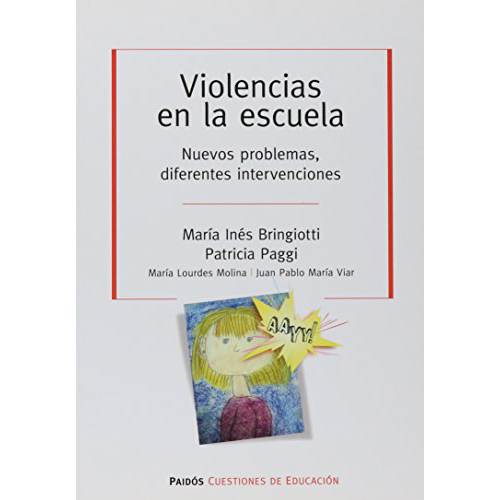 Violencias
en la escuela
Nuevos problemas,
diferentes intervenciones
María Inés Bringiotti
Patricia Paggi
María Lourdes Molina | Juan Pablo María Viar
AAYY!
PAIDÓS CUESTIONES DE EDUCACIÓN